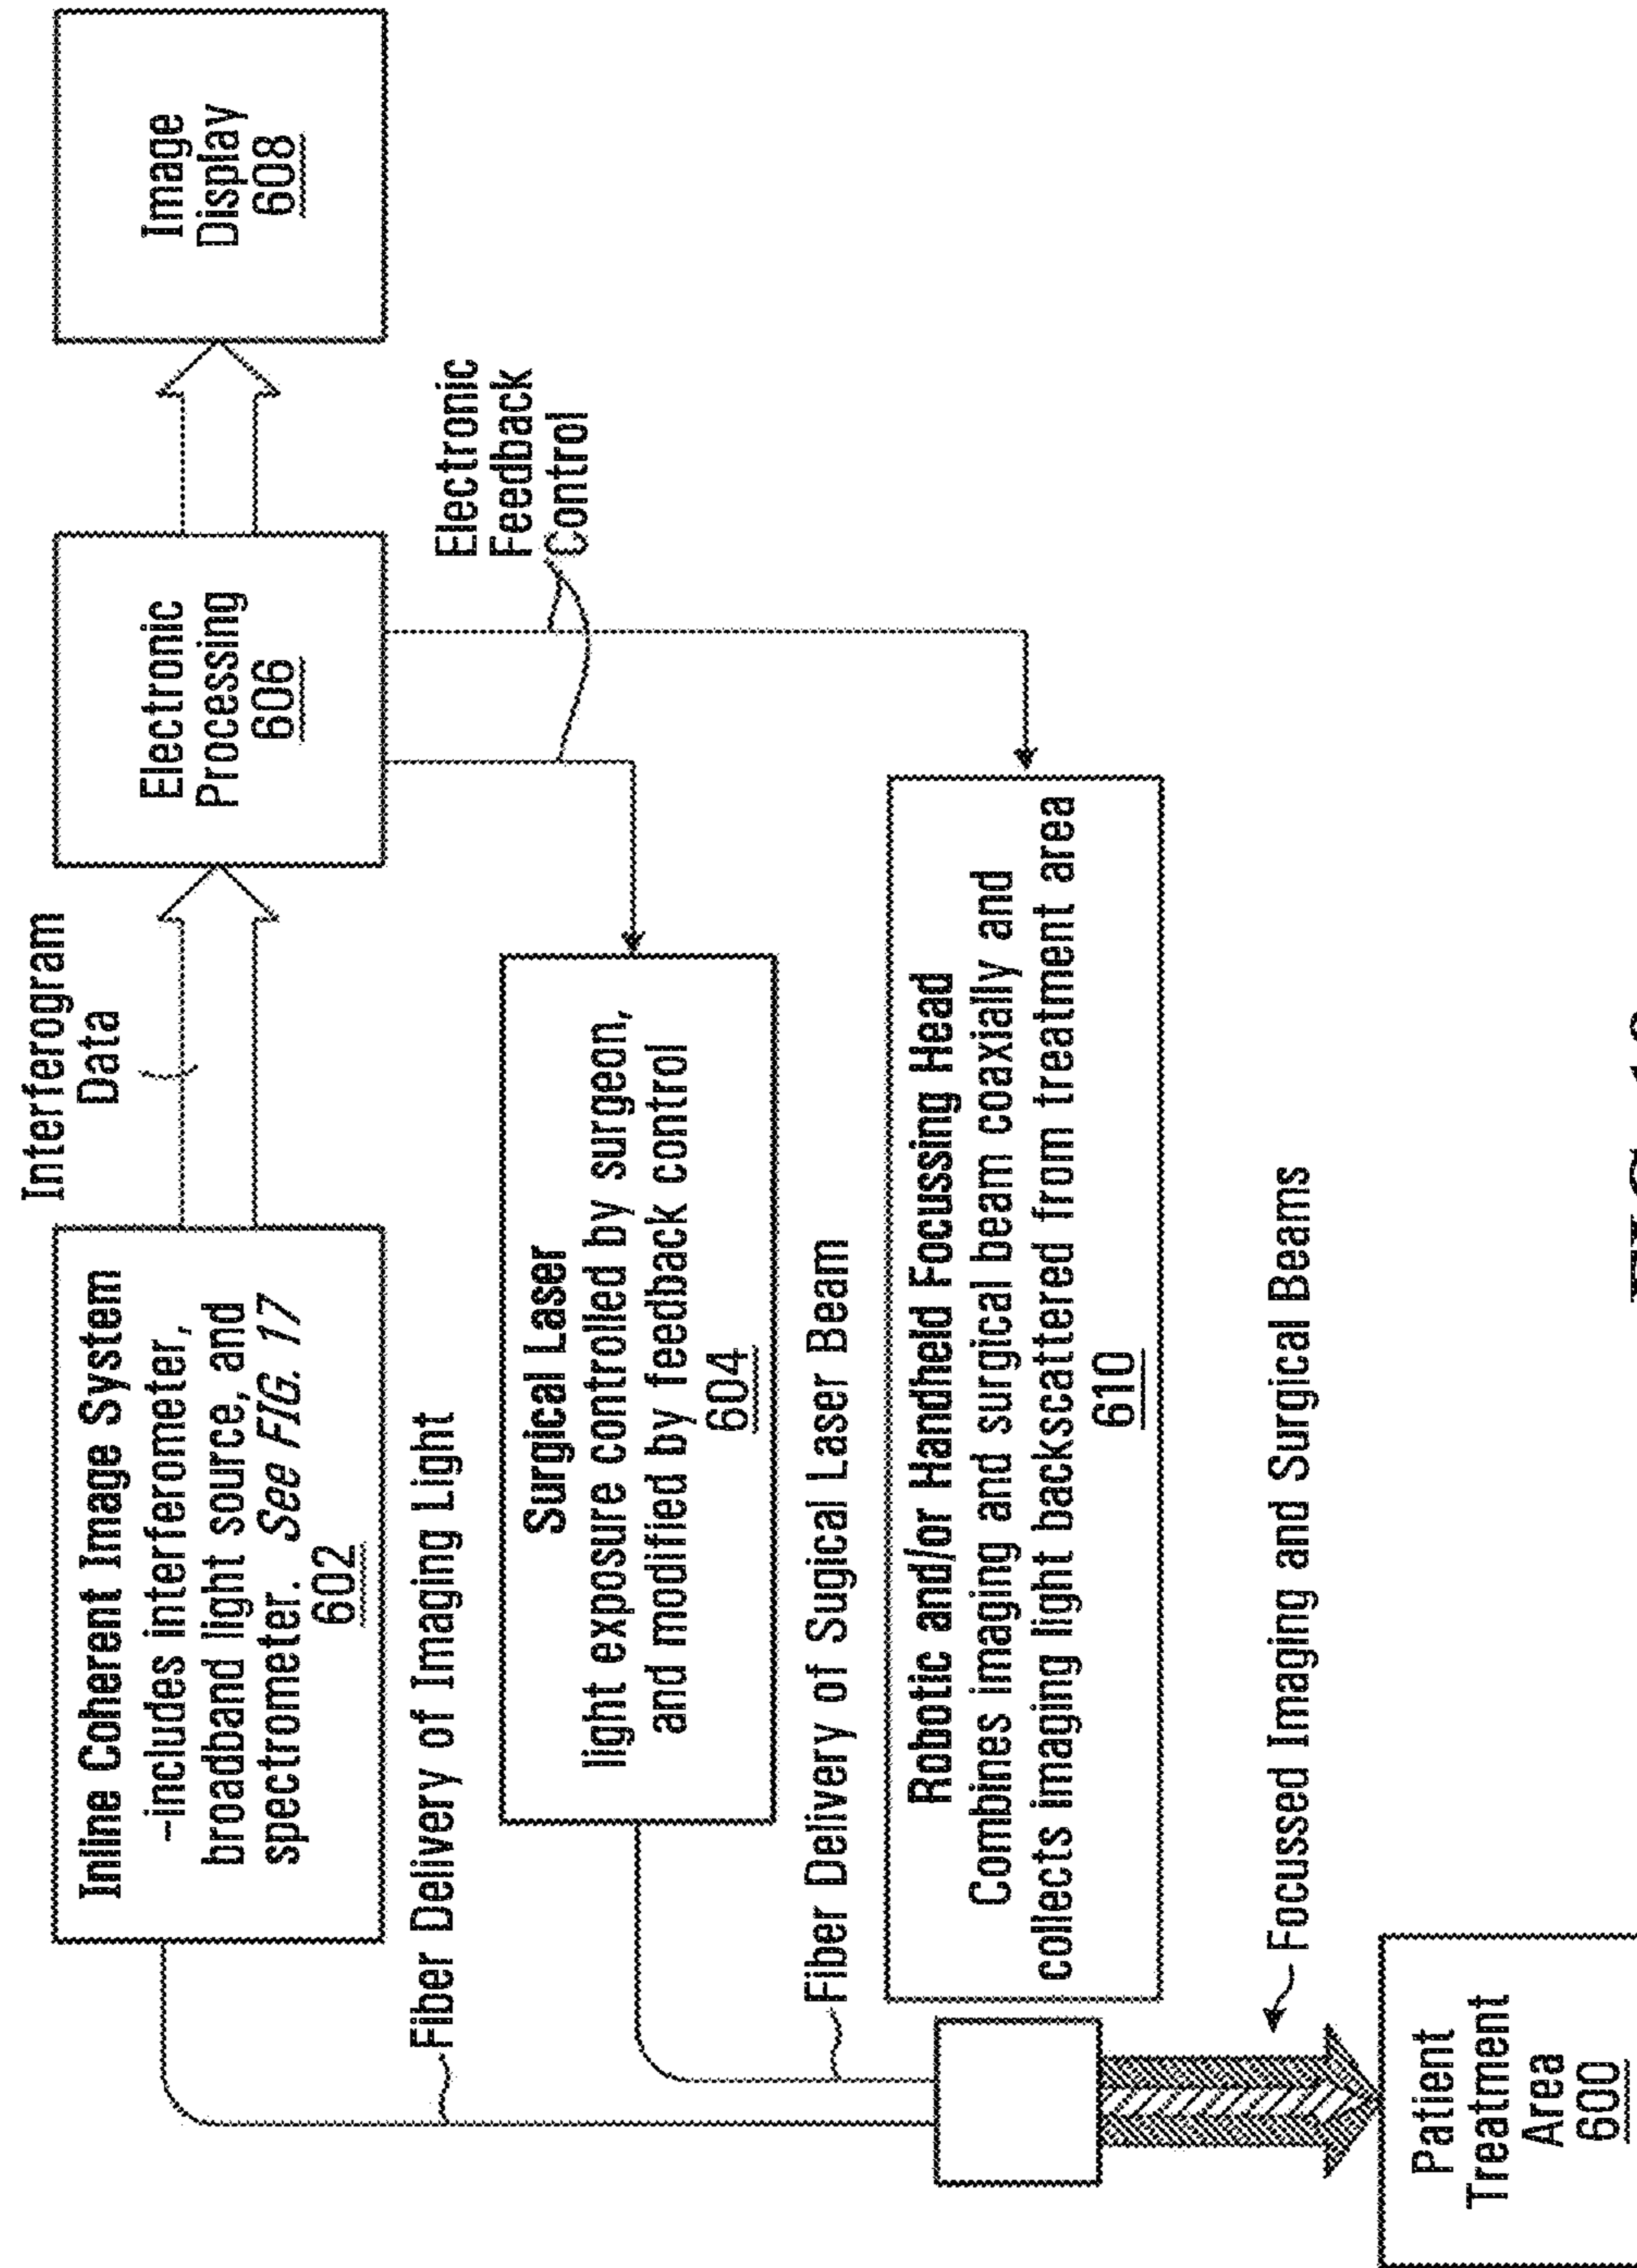 Inline Coherent Image System
-includes interferometer,
broadband light source, and
spectrometer. See FIG. 17
602
Interferogram
Data
Electronic
Processing
606
Image
Display
608
Electronic
Feedback
Control
Fiber Delivery of Imaging Light
Surgical Laser
light exposure controlled by surgeon,
and modified by feedback control
604
Fiber Delivery of Sugical Laser Beam
Robotic and/or Handheld Focussing Head
Combines imaging and surgical beam coaxially and
collects imaging light backscattered from treatment area
610
Focussed Imaging and Surgical Beams
Patient
Treatment
Area
600